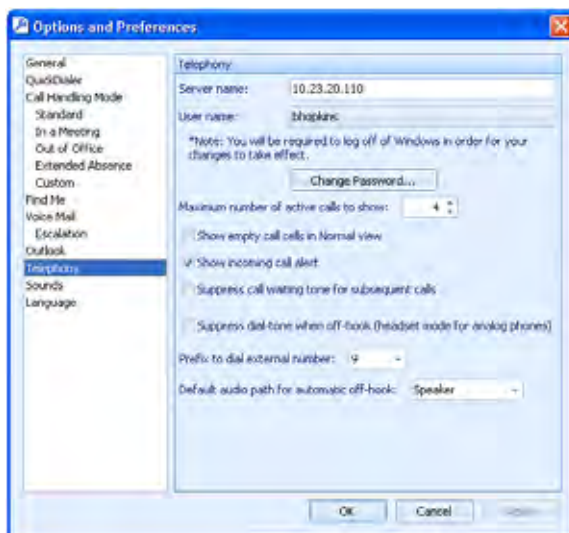 Options and Preferences
General
QuickDialer
Call Handling Mode
Standard
In a Meeting
Out of Office
Extended Absence
Custom
Find Me
Voice Mail
Escalation
Outlook
Telephony
Sounds
Language
Telephony
Server name: 10.23.20.110
User name: bhopkins
*Note: You will be required to log off of Windows in order for your
changes to take effect.
Change Password...
Maximum number of active calls to show: 4
Show empty call cells in Normal view
Show incoming call alert
Suppress call waiting tone for subsequent calls
Suppress dial-tone when off-hook (headset mode for analog phones)
Prefix to dial external number: 9
Default audio path for automatic off-hook: Speaker
OK Cancel